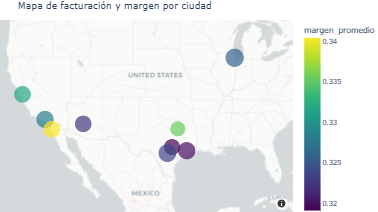 Mapa de facturación y margen por ciudad
margen_promedio
0.34
0.335
0.33
0.325
0.32
UNITED STATES
MEXICO